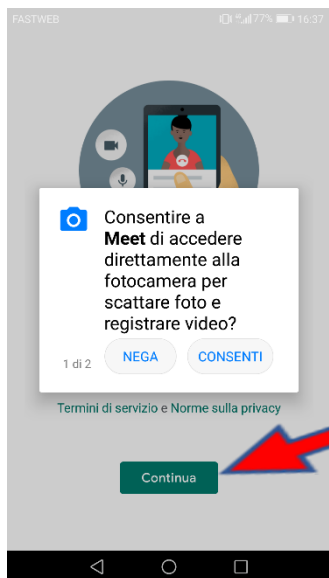 FASTWEB 77% 16:37
Consentire a
Meet di accedere
direttamente alla
fotocamera per
scattare foto e
registrare video?
1 di 2 NEGA CONSENTI
Termini di servizio e Norme sulla privacy
Continua